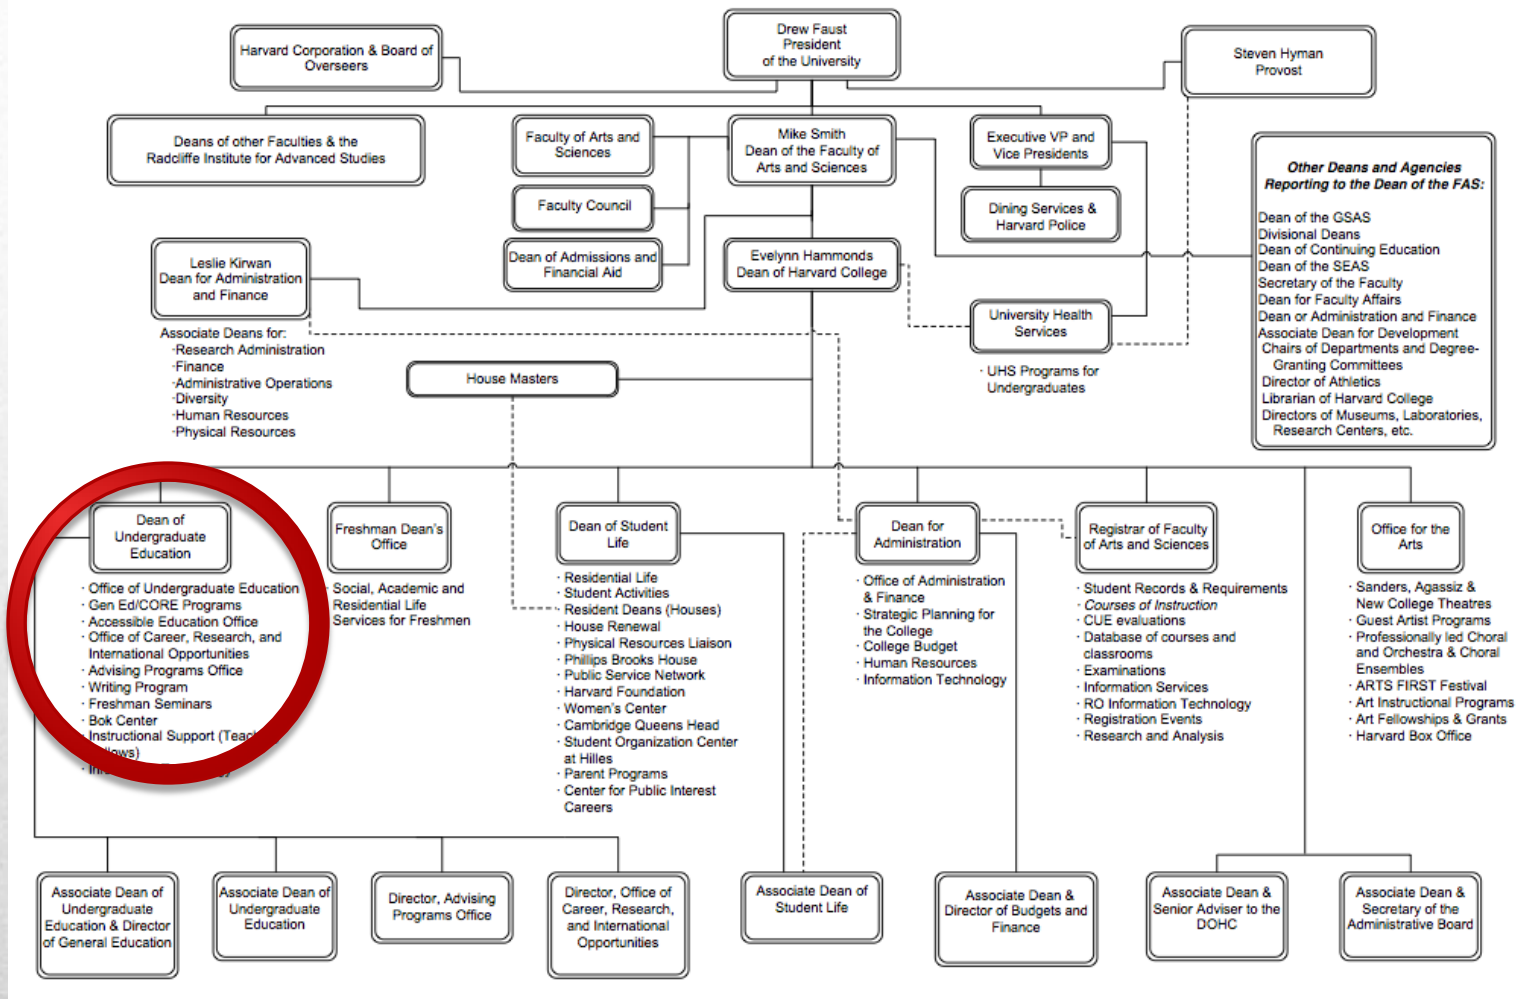 Drew Faust
President
of the University
Harvard Corporation & Board of
Overseers
Steven Hyman
Provost
Deans of other Faculties & the
Radcliffe Institute for Advanced Studies
Faculty of Arts and
Sciences
Mike Smith
Dean of the Faculty of
Arts and Sciences
Executive VP and
Vice Presidents
Other Deans and Agencies
Reporting to the Dean of the FAS:
Dean of the GSAS
Divisional Deans
Dean of Continuing Education
Dean of the SEAS
Secretary of the Faculty
Dean for Faculty Affairs
Dean or Administration and Finance
Associate Dean for Development
Chairs of Departments and Degree-
Granting Committees
Director of Athletics
Librarian of Harvard College
Directors of Museums, Laboratories,
Research Centers, etc.
Faculty Council
Dining Services &
Harvard Police
Leslie Kirwan
Dean for Administration
and Finance
Dean of Admissions and
Financial Aid
Evelynn Hammonds
Dean of Harvard College
University Health
Services
Associate Deans for:
·Research Administration
·Finance
·Administrative Operations
·Diversity
·Human Resources
·Physical Resources
House Masters
· UHS Programs for
Undergraduates
Dean of
Undergraduate
Education
· Office of Undergraduate Education
· Gen Ed/CORE Programs
· Accessible Education Office
· Office of Career, Research, and
International Opportunities
· Advising Programs Office
· Writing Program
· Freshman Seminars
· Bok Center
· Instructional Support
Freshman Dean's
Office
· Social, Academic and
Residential Life
Services for Freshmen
Dean of Student
Life
· Residential Life
· Student Activities
· Resident Deans (Houses)
· House Renewal
· Physical Resources Liaison
· Phillips Brooks House
· Public Service Network
· Harvard Foundation
· Women's Center
· Cambridge Queens Head
· Student Organization Center
at Hilles
· Parent Programs
· Center for Public Interest
Careers
Dean for
Administration
· Office of Administration
& Finance
· Strategic Planning for
the College
· College Budget
· Human Resources
· Information Technology
Registrar of Faculty
of Arts and Sciences
· Student Records & Requirements
· Courses of Instruction
· CUE evaluations
· Database of courses and
classrooms
· Examinations
· Information Services
· RO Information Technology
· Registration Events
· Research and Analysis
Office for the
Arts
· Sanders, Agassiz &
New College Theatres
· Guest Artist Programs
· Professionally led Choral
and Orchestra & Choral
Ensembles
· ARTS FIRST Festival
· Art Instructional Programs
· Art Fellowships & Grants
· Harvard Box Office
Associate Dean of
Undergraduate
Education & Director
of General Education
Associate Dean of
Undergraduate
Education
Director, Advising
Programs Office
Director, Office of
Career, Research,
and International
Opportunities
Associate Dean of
Student Life
Associate Dean &
Director of Budgets and
Finance
Associate Dean &
Senior Adviser to the
DOHC
Associate Dean &
Secretary of the
Administrative Board